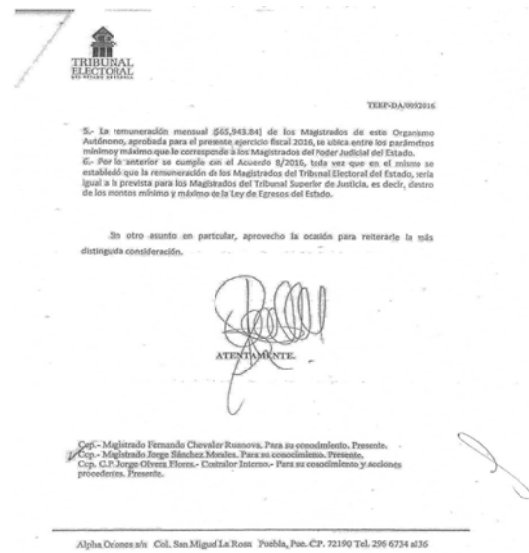 TRIBUNAL
ELECTORAL
DEL ESTADO DE PUEBLA
TEEP-DA/0092016
5.- La remuneración mensual ($65,943.84) de los Magistrados de este Organismo
Autónomo, aprobada para el presente ejercicio fiscal 2016, se ubica entre los parámetros
mínimo y máximo que le corresponde a los Magistrados del Poder Judicial del Estado.
6.- Por lo anterior se cumple con el Acuerdo 8/2016, toda vez que en el mismo se
estableció que la remuneración de los Magistrados del Tribunal Electoral del Estado, sería
igual a la prevista para los Magistrados del Tribunal Superior de Justicia, es decir, dentro
de los montos mínimo y máximo de la Ley de Egresos del Estado.
Sin otro asunto en particular, aprovecho la ocasión para reiterarle la más
distinguida consideración.
ATENTAMENTE.
Ccp.- Magistrado Fernando Chevalier Ruanova. Para su conocimiento. Presente.
Ccp.- Magistrado Jorge Sánchez Morales. Para su conocimiento. Presente.
Ccp. C.P. Jorge Olvera Flores.- Contralor Interno.- Para su conocimiento y acciones
procedentes. Presente.
Alpha Oriones s/n Col. San Miguel La Rosa Puebla, Pue. CP. 72190 Tel. 296 6734 al 36